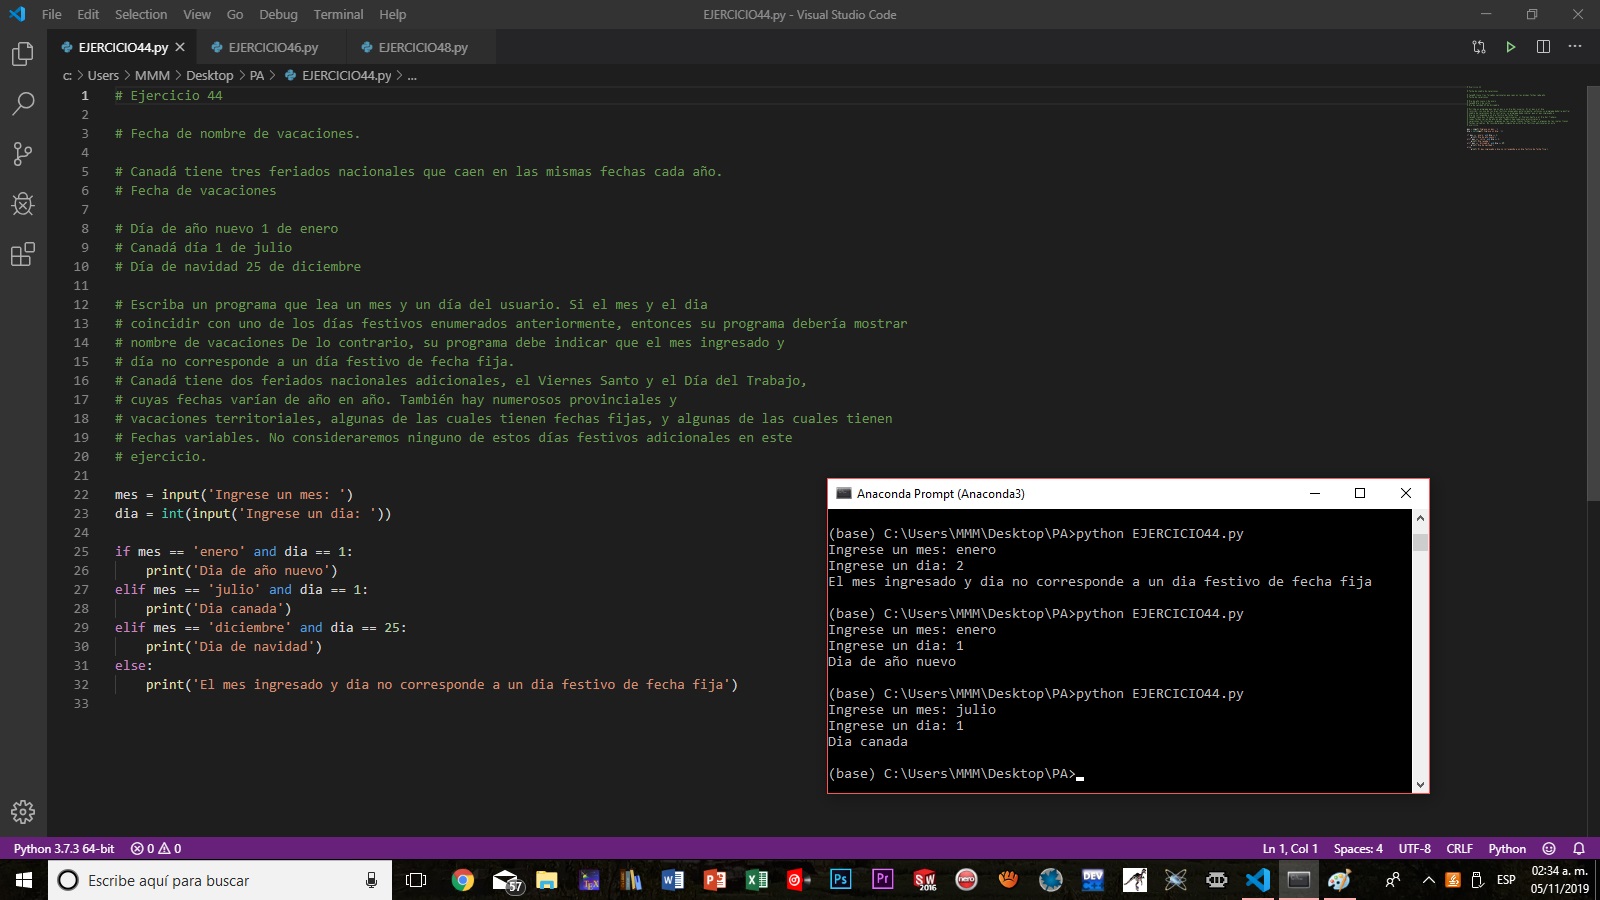 File Edit Selection View Go Debug Terminal Help
EJERCICIO44.py - Visual Studio Code
EJERCICIO44.py EJERCICIO46.py EJERCICIO48.py
c: > Users > MMM > Desktop > PA > EJERCICIO44.py > ...
1 # Ejercicio 44
2
3 # Fecha de nombre de vacaciones.
4
5 # Canadá tiene tres feriados nacionales que caen en las mismas fechas cada año.
6 # Fecha de vacaciones
7
8 # Día de año nuevo 1 de enero
9 # Canadá día 1 de julio
10 # Día de navidad 25 de diciembre
11
12 # Escriba un programa que lea un mes y un día del usuario. Si el mes y el dia
13 # coincidir con uno de los días festivos enumerados anteriormente, entonces su programa debería mostrar
14 # nombre de vacaciones De lo contrario, su programa debe indicar que el mes ingresado y
15 # día no corresponde a un día festivo de fecha fija.
16 # Canadá tiene dos feriados nacionales adicionales, el Viernes Santo y el Día del Trabajo,
17 # cuyas fechas varían de año en año. También hay numerosos provinciales y
18 # vacaciones territoriales, algunas de las cuales tienen fechas fijas, y algunas de las cuales tienen
19 # Fechas variables. No consideraremos ninguno de estos días festivos adicionales en este
20 # ejercicio.
21
22 mes = input('Ingrese un mes: ')
23 dia = int(input('Ingrese un dia: '))
24
25 if mes == 'enero' and dia == 1:
26 print('Dia de año nuevo')
27 elif mes == 'julio' and dia == 1:
28 print('Dia canada')
29 elif mes == 'diciembre' and dia == 25:
30 print('Dia de navidad')
31 else:
32 print('El mes ingresado y dia no corresponde a un dia festivo de fecha fija')
33
Anaconda Prompt (Anaconda3)
(base) C:\Users\MMM\Desktop\PA>python EJERCICIO44.py
Ingrese un mes: enero
Ingrese un dia: 2
El mes ingresado y dia no corresponde a un dia festivo de fecha fija
(base) C:\Users\MMM\Desktop\PA>python EJERCICIO44.py
Ingrese un mes: enero
Ingrese un dia: 1
Dia de año nuevo
(base) C:\Users\MMM\Desktop\PA>python EJERCICIO44.py
Ingrese un mes: julio
Ingrese un dia: 1
Dia canada
(base) C:\Users\MMM\Desktop\PA>
Python 3.7.3 64-bit 0 0 Ln 1, Col 1 Spaces: 4 UTF-8 CRLF Python
Escribe aquí para buscar
57
Ps Pr SW 2016 nero DEV
ESP
02:34 a. m.
05/11/2019